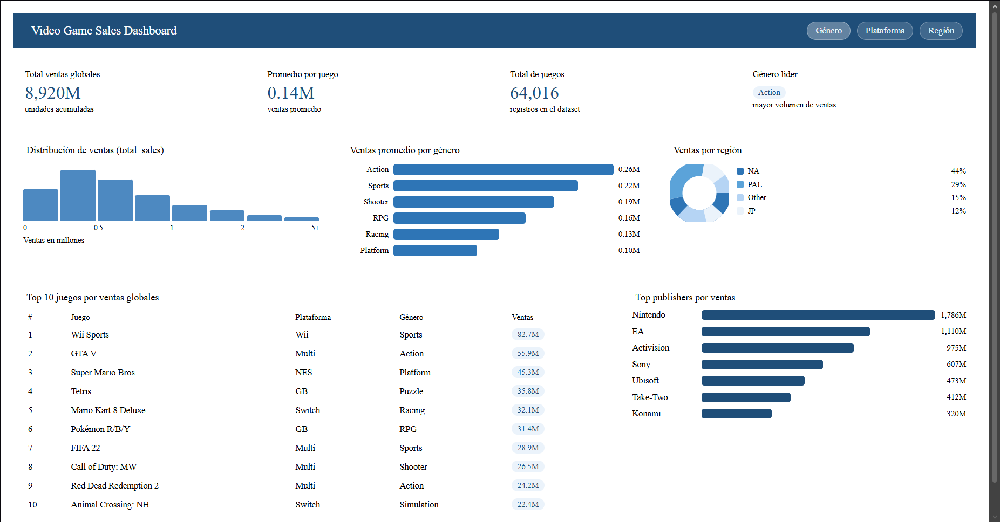 Video Game Sales Dashboard
Género Plataforma Región
Total ventas globales
8,920M
unidades acumuladas
Promedio por juego
0.14M
ventas promedio
Total de juegos
64,016
registros en el dataset
Género líder
Action
mayor volumen de ventas
Distribución de ventas (total_sales)
0 0.5 1 2 5+
Ventas en millones
Ventas promedio por género
Action 0.26M
Sports 0.22M
Shooter 0.19M
RPG 0.16M
Racing 0.13M
Platform 0.10M
Ventas por región
NA 44%
PAL 29%
Other 15%
JP 12%
Top 10 juegos por ventas globales
# Juego Plataforma Género Ventas
1 Wii Sports Wii Sports 82.7M
2 GTA V Multi Action 55.9M
3 Super Mario Bros. NES Platform 45.3M
4 Tetris GB Puzzle 35.8M
5 Mario Kart 8 Deluxe Switch Racing 32.1M
6 Pokémon R/B/Y GB RPG 31.4M
7 FIFA 22 Multi Sports 28.9M
8 Call of Duty: MW Multi Shooter 26.5M
9 Red Dead Redemption 2 Multi Action 24.2M
10 Animal Crossing: NH Switch Simulation 22.4M
Top publishers por ventas
Nintendo 1,786M
EA 1,110M
Activision 975M
Sony 607M
Ubisoft 473M
Take-Two 412M
Konami 320M